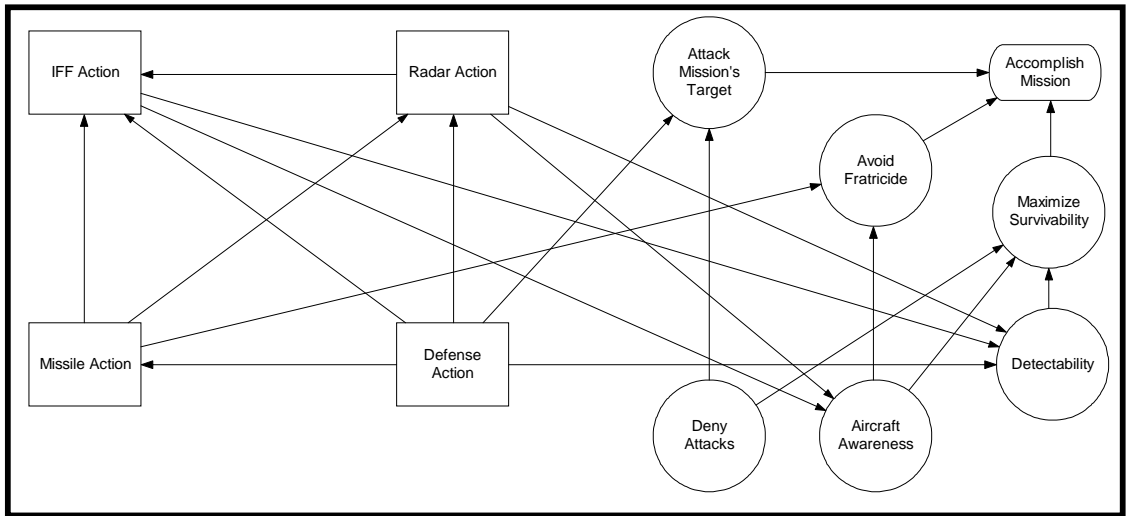 IFF Action
Radar Action
Attack
Mission's
Target
Accomplish
Mission
Avoid
Fratricide
Maximize
Survivability
Missile Action
Defense
Action
Detectability
Deny
Attacks
Aircraft
Awareness